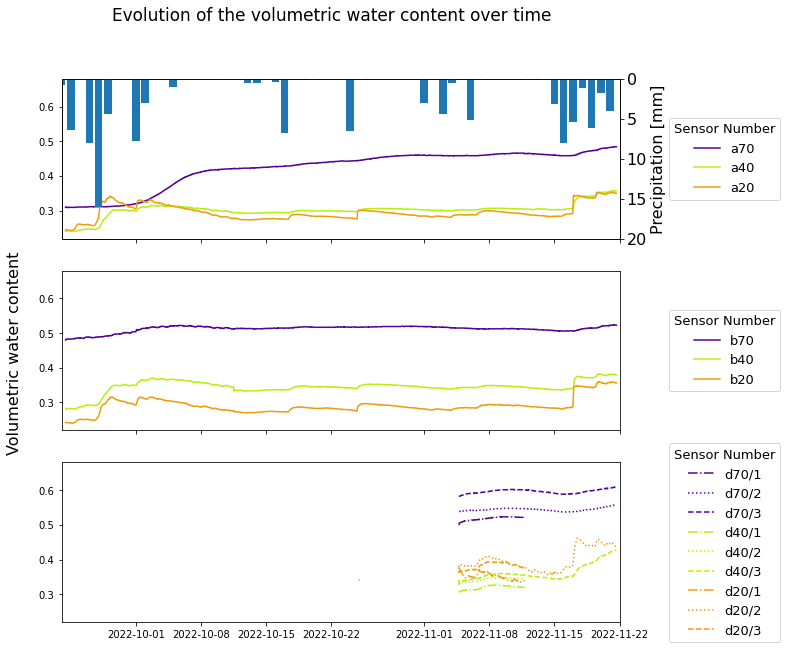 Evolution of the volumetric water content over time
0.6
0.5
0.4
0.3
0
5
10
15
20
Precipitation [mm]
Sensor Number
a70
a40
a20
Volumetric water content
0.6
0.5
0.4
0.3
Sensor Number
b70
b40
b20
0.6
0.5
0.4
0.3
Sensor Number
d70/1
d70/2
d70/3
d40/1
d40/2
d40/3
d20/1
d20/2
d20/3
2022-10-01 2022-10-08 2022-10-15 2022-10-22 2022-11-01 2022-11-08 2022-11-15 2022-11-22